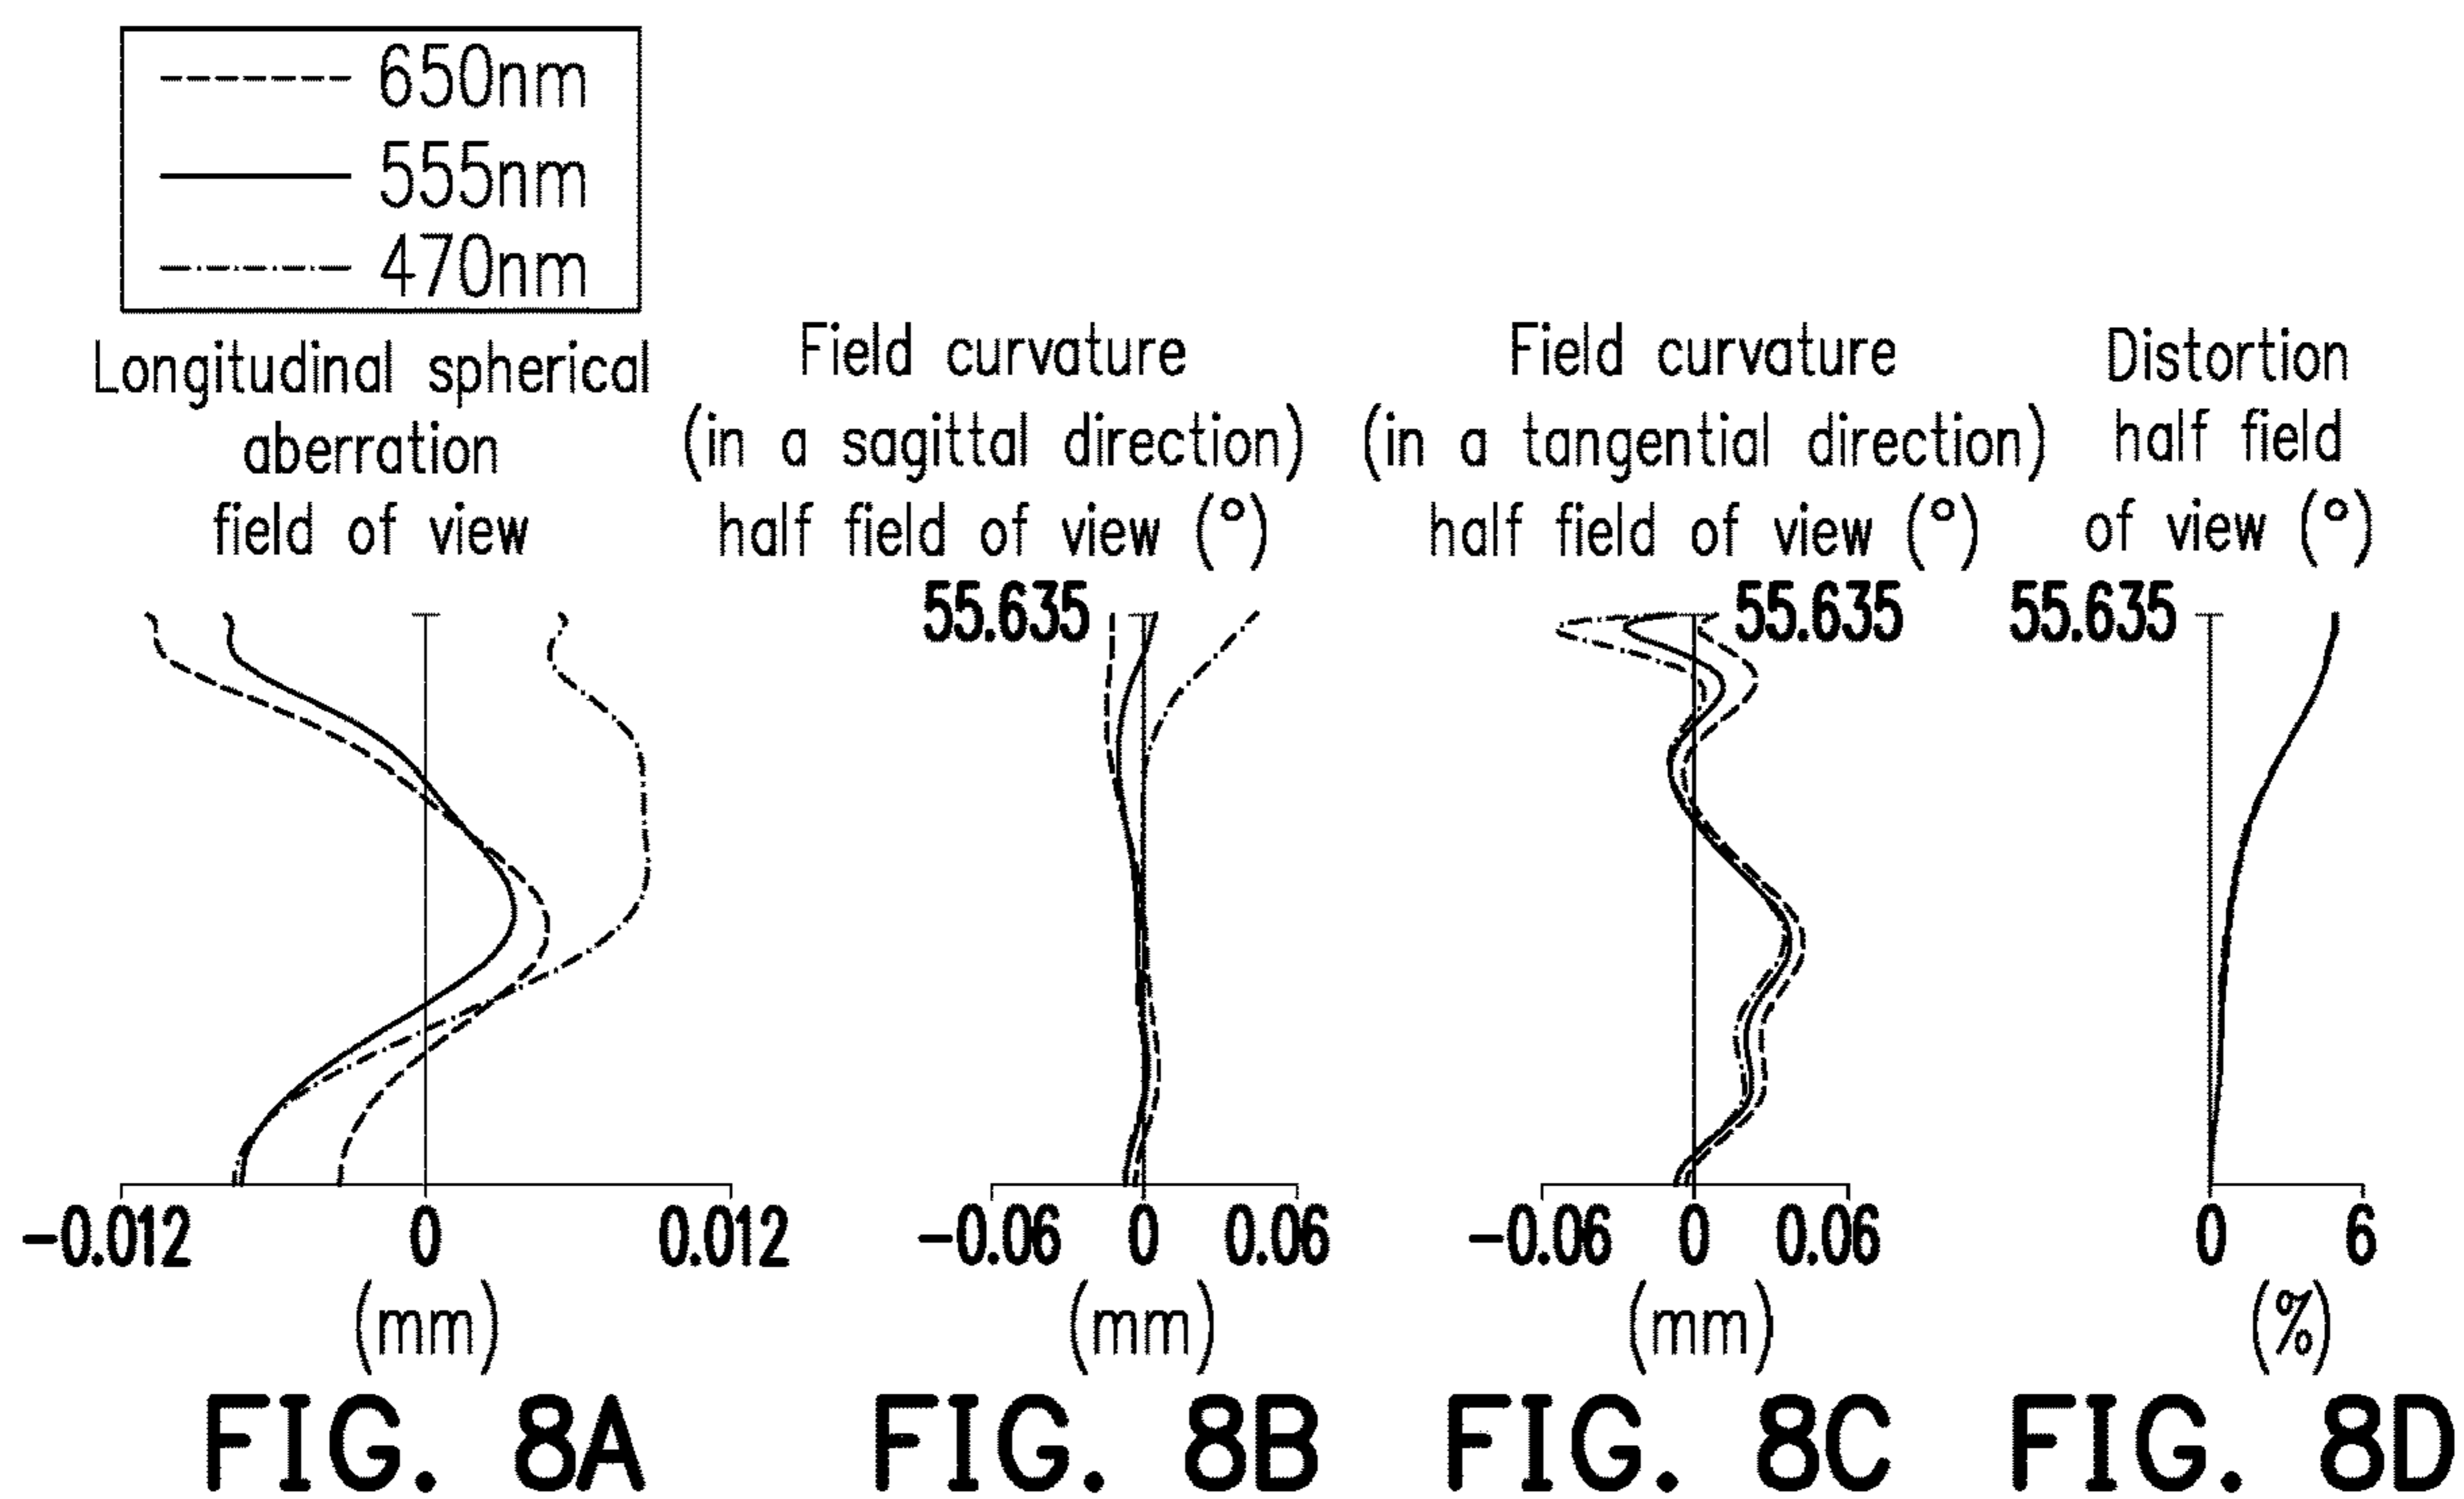 650nm
555nm
470nm
Longitudinal spherical
aberration
field of view
-0.012 0 0.012
(mm)
FIG. 8A
Field curvature
(in a sagittal direction)
half field of view (°)
55.635
-0.06 0 0.06
(mm)
FIG. 8B
Field curvature
(in a tangential direction)
half field of view (°)
55.635
-0.06 0 0.06
(mm)
FIG. 8C
Distortion
half field
of view (°)
55.635
0 6
(%)
FIG. 8D